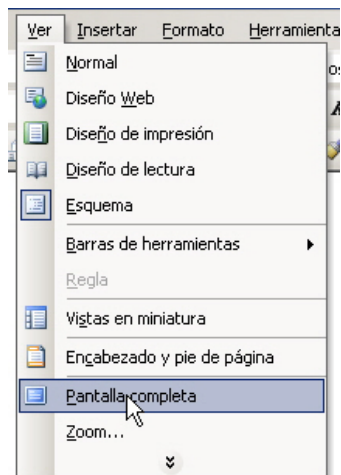 Ver Insertar Formato Herramienta
Normal
Diseño Web
Diseño de impresión
Diseño de lectura
Esquema
Barras de herramientas
Regla
Vistas en miniatura
Encabezado y pie de página
Pantalla completa
Zoom...